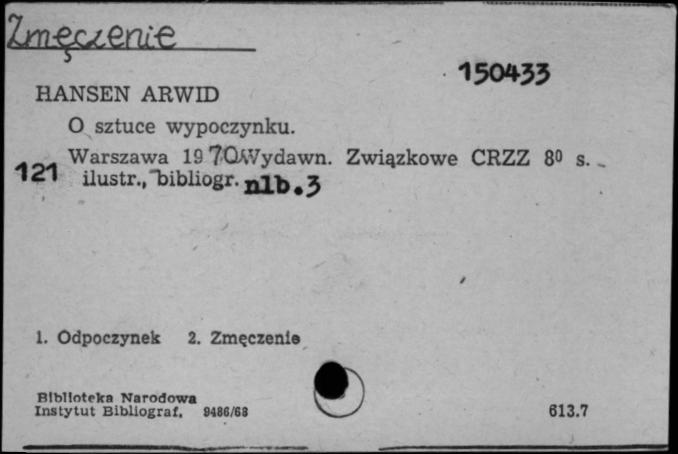 Zmęczenie
150433
HANSEN ARWID
O sztuce wypoczynku.
Warszawa 1970 Wydawn. Związkowe CRZZ 8⁰ s.
121 ilustr., bibliogr. nlb. 3
1. Odpoczynek 2. Zmęczenie
Biblioteka Narodowa
Instytut Bibliograf. 9486/68
613.7